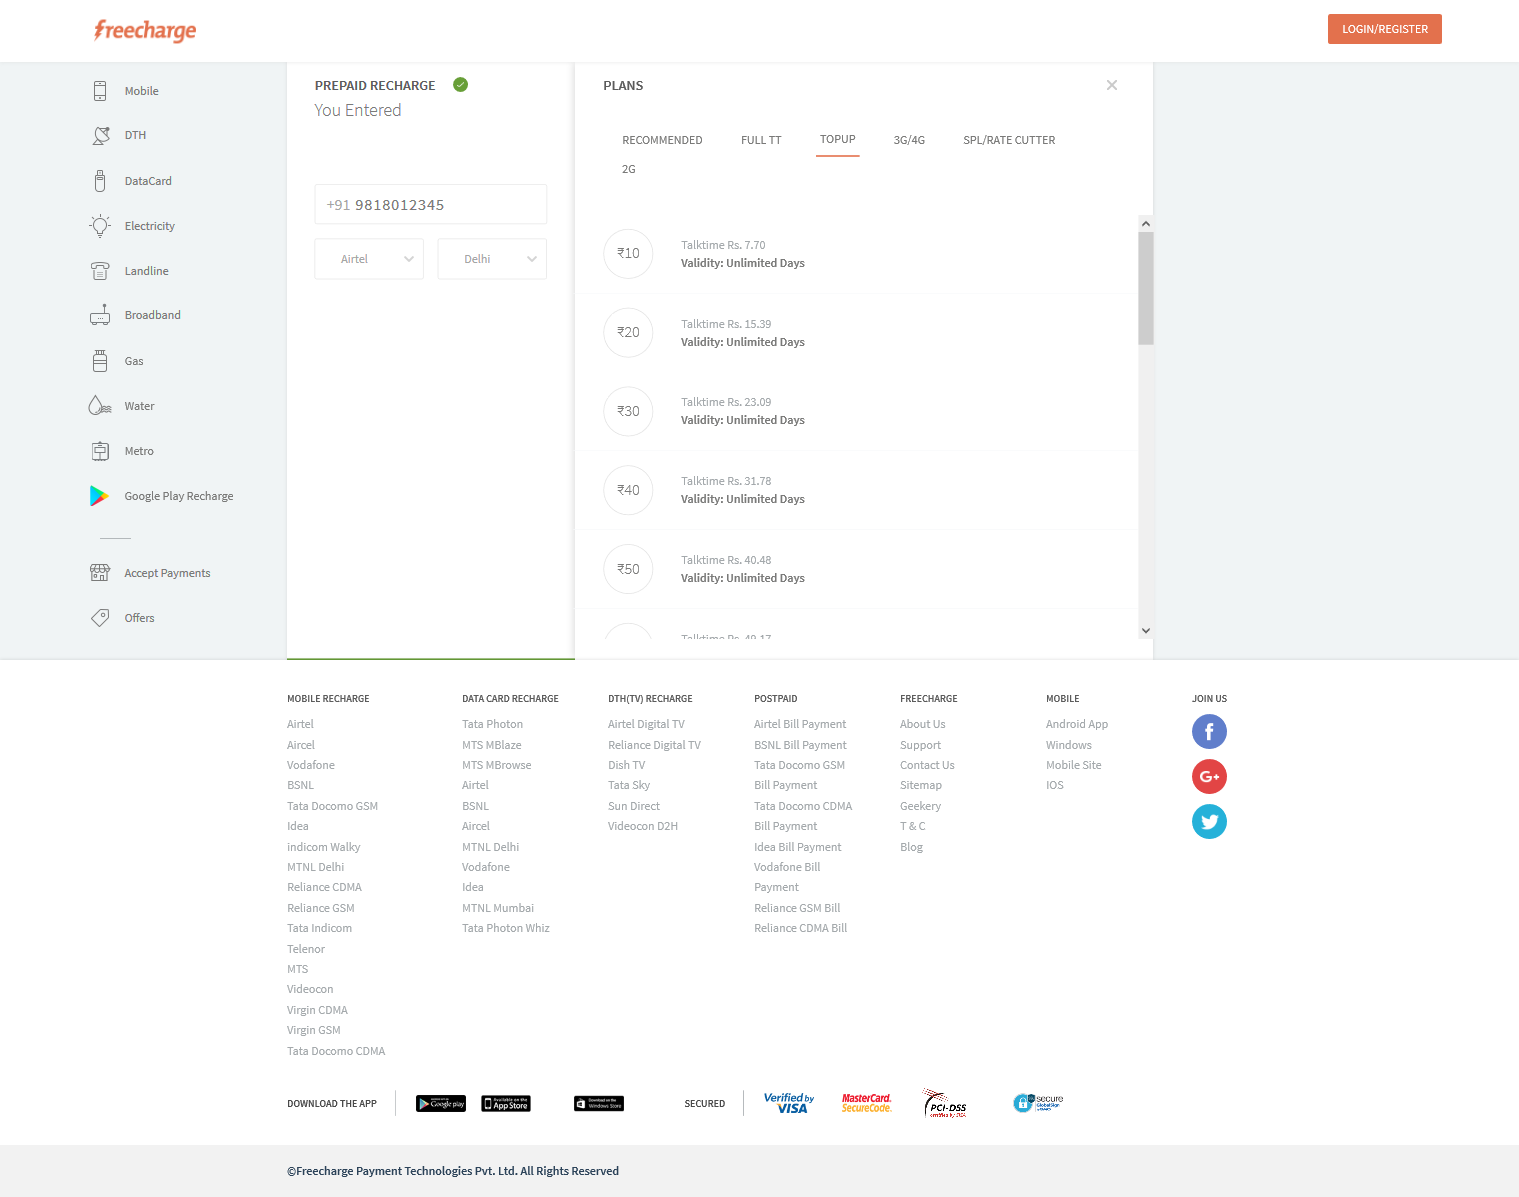 freecharge
LOGIN/REGISTER
Mobile
DTH
DataCard
Electricity
Landline
Broadband
Gas
Water
Metro
Google Play Recharge
Accept Payments
Offers
PREPAID RECHARGE
You Entered
+91 9818012345
Airtel
Delhi
PLANS
RECOMMENDED
FULL TT
TOPUP
3G/4G
SPL/RATE CUTTER
2G
₹10
Talktime Rs. 7.70
Validity: Unlimited Days
₹20
Talktime Rs. 15.39
Validity: Unlimited Days
₹30
Talktime Rs. 23.09
Validity: Unlimited Days
₹40
Talktime Rs. 31.78
Validity: Unlimited Days
₹50
Talktime Rs. 40.48
Validity: Unlimited Days
Talktime Rs. 49.17
MOBILE RECHARGE
Airtel
Aircel
Vodafone
BSNL
Tata Docomo GSM
Idea
indicom Walky
MTNL Delhi
Reliance CDMA
Reliance GSM
Tata Indicom
Telenor
MTS
Videocon
Virgin CDMA
Virgin GSM
Tata Docomo CDMA
DATA CARD RECHARGE
Tata Photon
MTS MBlaze
MTS MBrowse
Airtel
BSNL
Aircel
MTNL Delhi
Vodafone
Idea
MTNL Mumbai
Tata Photon Whiz
DTH(TV) RECHARGE
Airtel Digital TV
Reliance Digital TV
Dish TV
Tata Sky
Sun Direct
Videocon D2H
POSTPAID
Airtel Bill Payment
BSNL Bill Payment
Tata Docomo GSM
Bill Payment
Tata Docomo CDMA
Bill Payment
Idea Bill Payment
Vodafone Bill
Payment
Reliance GSM Bill
Reliance CDMA Bill
FREECHARGE
About Us
Support
Contact Us
Sitemap
Geekery
T & C
Blog
MOBILE
Android App
Windows
Mobile Site
IOS
JOIN US
f
G+
DOWNLOAD THE APP
Google play
Available on the
App Store
Download on the
Windows Store
SECURED
Verified by
VISA
MasterCard.
SecureCode.
PCI-DSS
secure
GlobalSign
©Freecharge Payment Technologies Pvt. Ltd. All Rights Reserved